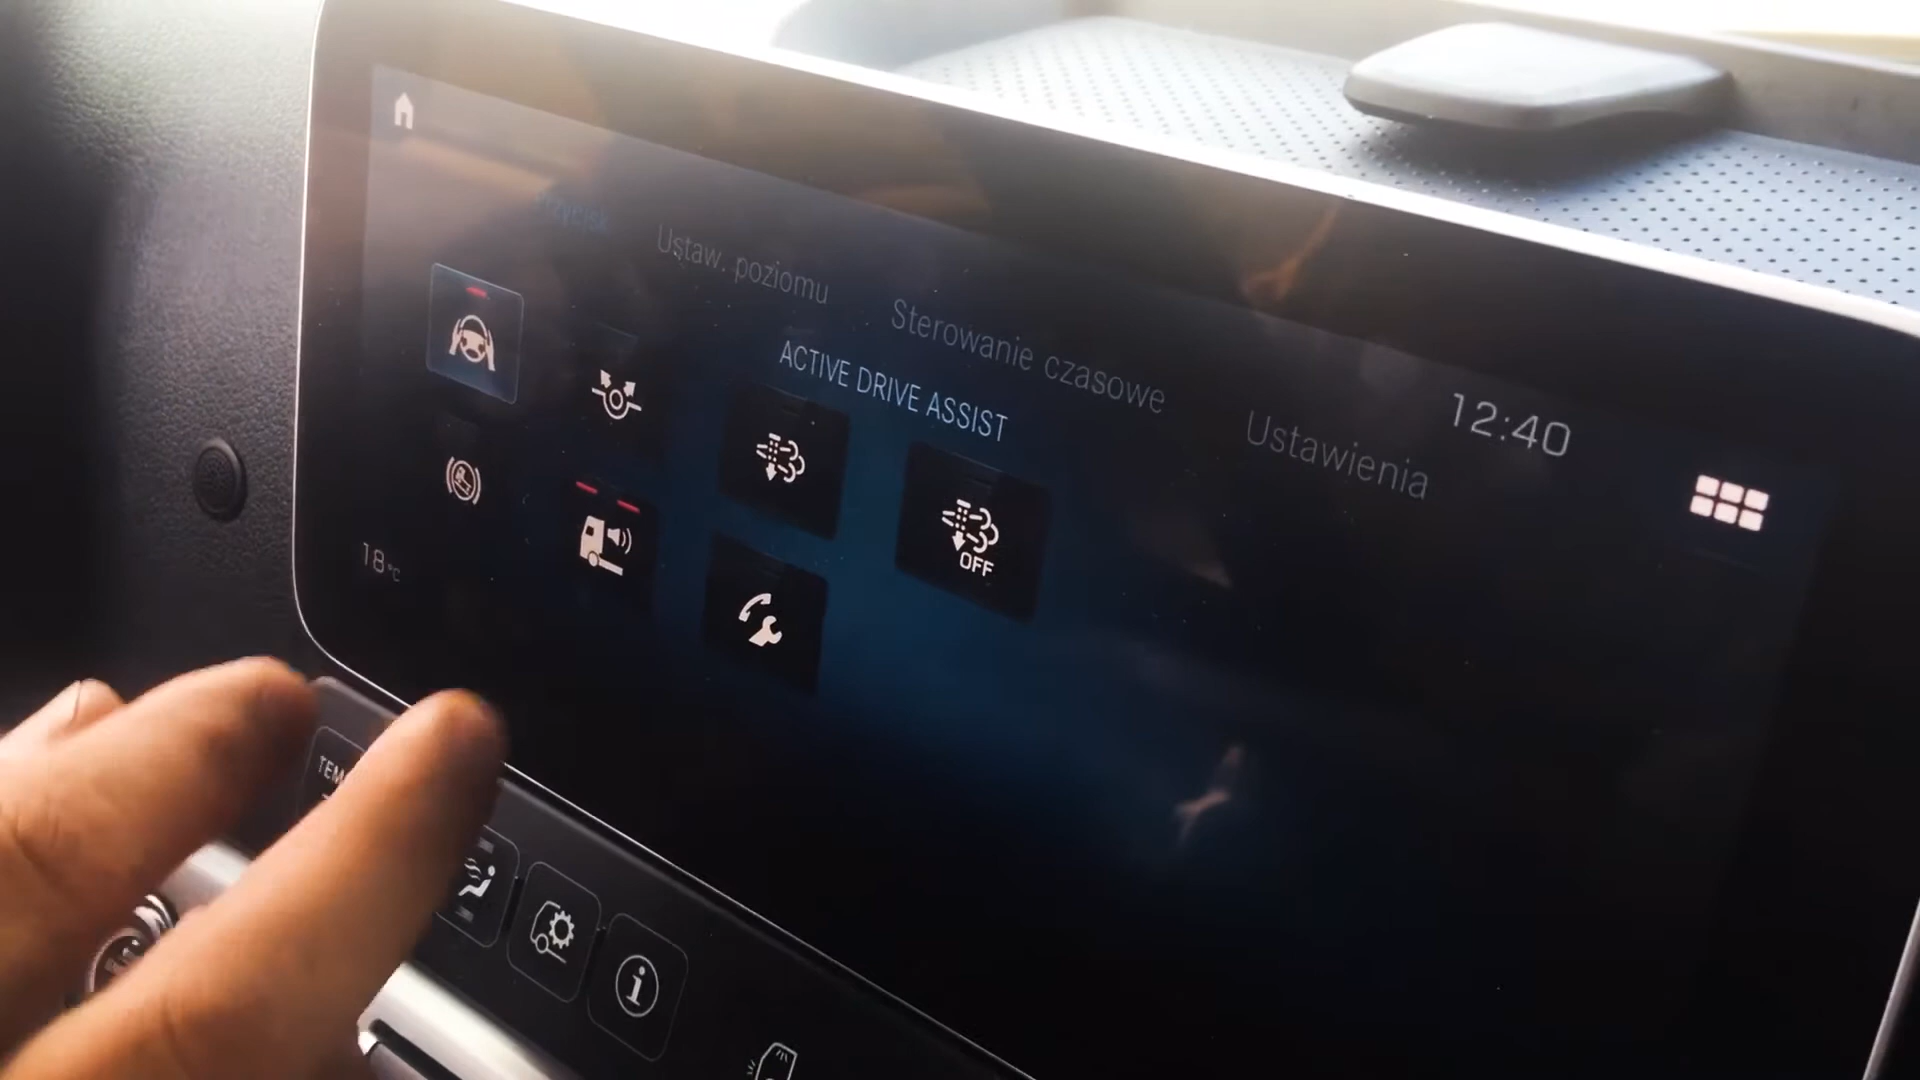 Ustaw. poziomu
Sterowanie czasowe
Ustawienia
12:40
ACTIVE DRIVE ASSIST
OFF
18°C